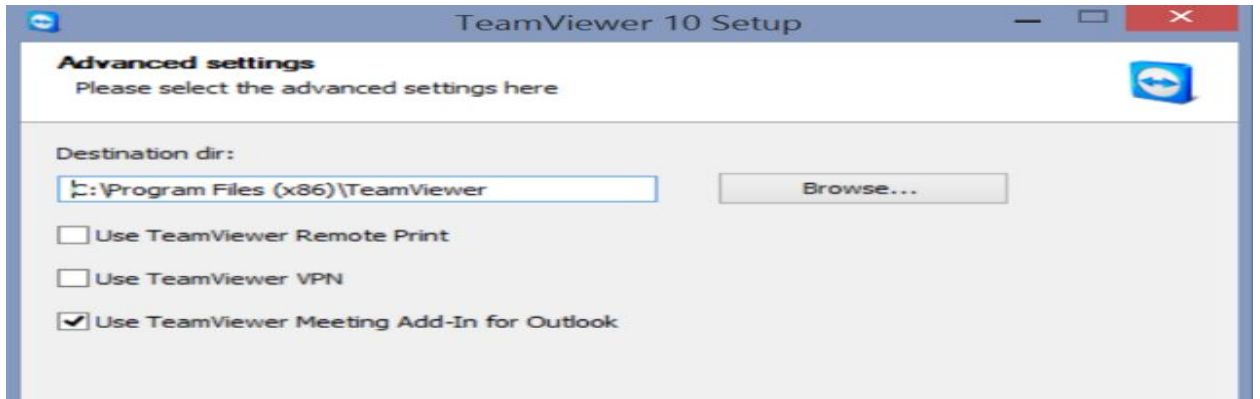 TeamViewer 10 Setup
Advanced settings
Please select the advanced settings here
Destination dir:
C:\Program Files (x86)\TeamViewer
Browse...
Use TeamViewer Remote Print
Use TeamViewer VPN
Use TeamViewer Meeting Add-In for Outlook